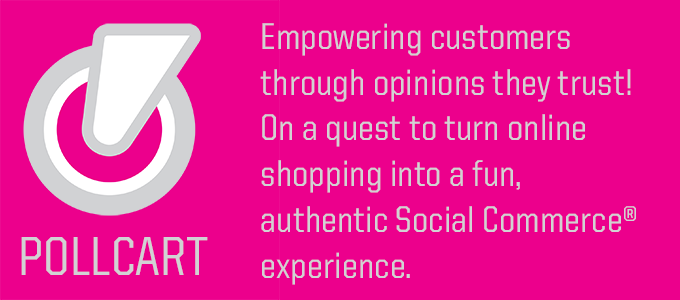 Empowering customers
through opinions they trust!
On a quest to turn online
shopping into a fun,
authentic Social Commerce®
experience.
POLLCART